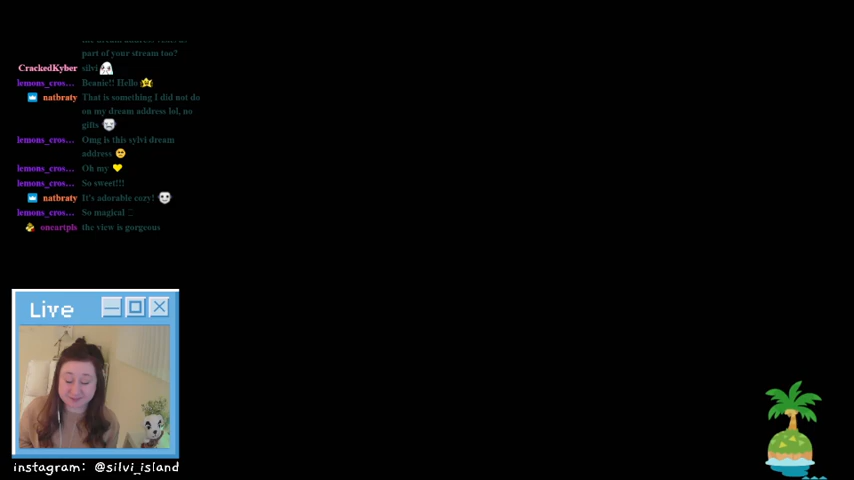 part of your stream too?
CrackedKyber silvi
lemons_cros... Beanie!! Hello
natbraty That is something I did not do
on my dream address lol, no
gifts
lemons_cros... Omg is this sylvi dream
address
lemons_cros... Oh my
lemons_cros... So sweet!!!
natbraty It's adorable cozy!
lemons_cros... So magical
oneartpls the view is gorgeous
Live
instagram: @silvi_island